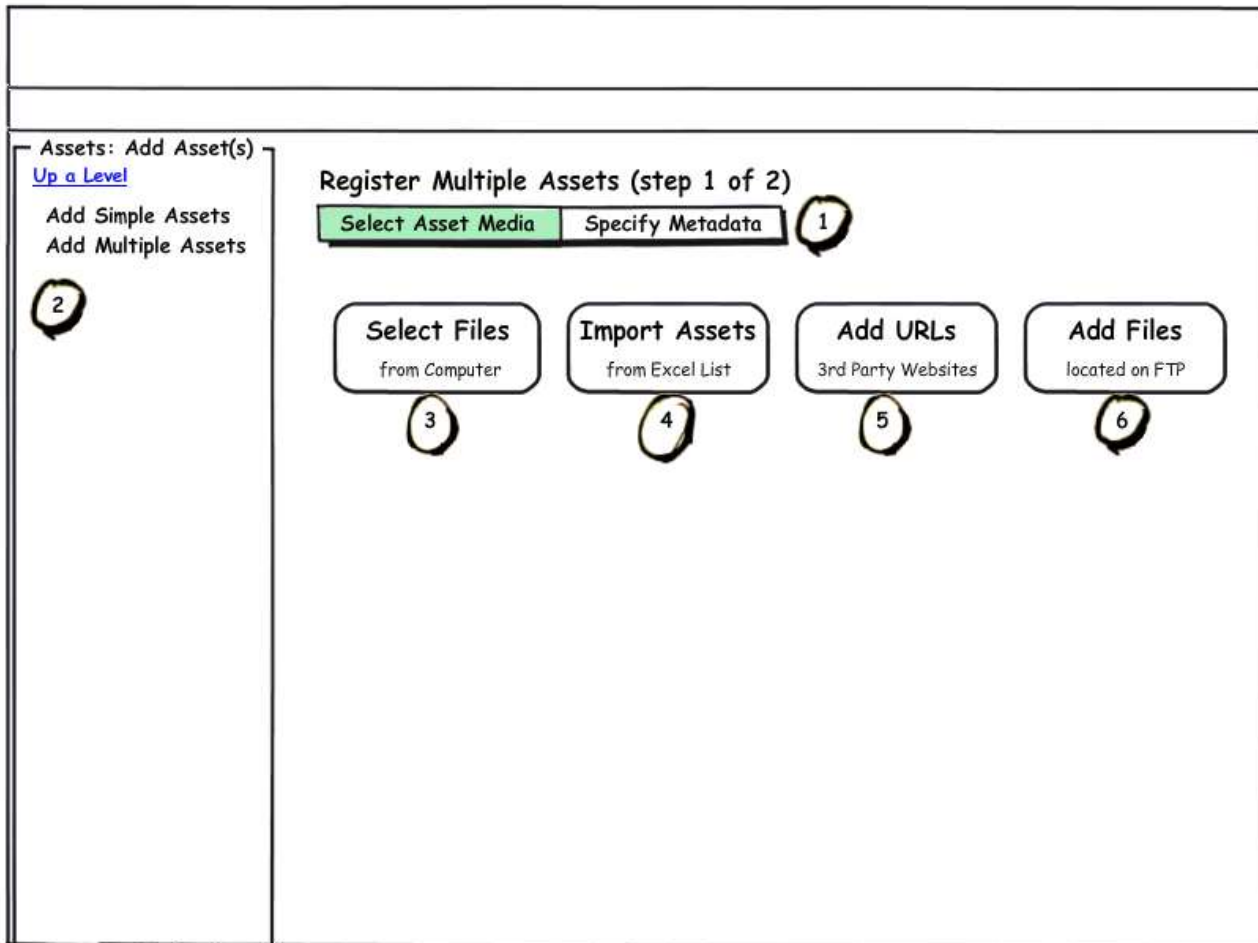 Assets: Add Asset(s)
Up a Level
Add Simple Assets
Add Multiple Assets
2
Register Multiple Assets (step 1 of 2)
Select Asset Media Specify Metadata 1
Select Files
from Computer
3
Import Assets
from Excel List
4
Add URLs
3rd Party Websites
5
Add Files
located on FTP
6